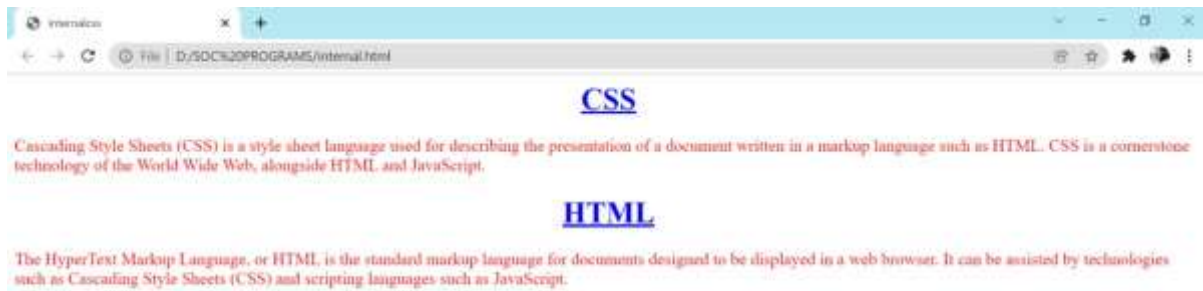 internalcss
File D:/SOC%20PROGRAMS/internal.html
CSS
Cascading Style Sheets (CSS) is a style sheet language used for describing the presentation of a document written in a markup language such as HTML. CSS is a cornerstone
technology of the World Wide Web, alongside HTML and JavaScript.
HTML
The HyperText Markup Language, or HTML is the standard markup language for documents designed to be displayed in a web browser. It can be assisted by technologies
such as Cascading Style Sheets (CSS) and scripting languages such as JavaScript.